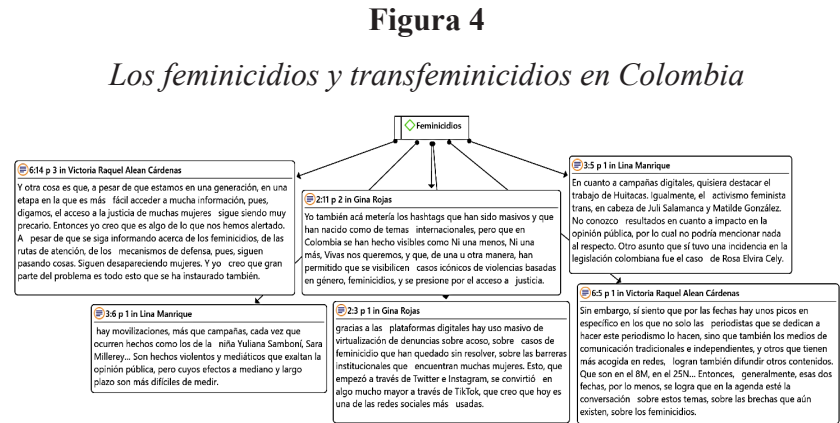 Figura 4
Los feminicidios y transfeminicidios en Colombia
Feminicidios
6:14 p 3 in Victoria Raquel Alean Cárdenas
Y otra cosa es que, a pesar de que estamos en una generación, en una
etapa en la que es más fácil acceder a mucha información, pues,
digamos, el acceso a la justicia de muchas mujeres sigue siendo muy
precario. Entonces yo creo que es algo de lo que nos hemos alertado.
A pesar de que se siga informando acerca de los feminicidios, de las
rutas de atención, de los mecanismos de defensa, pues, siguen
pasando cosas. Siguen desapareciendo mujeres. Y yo creo que gran
parte del problema es todo esto que se ha instaurado también.
2:11 p 2 in Gina Rojas
Yo también acá metería los hashtags que han sido masivos y que
han nacido como de temas internacionales, pero que en
Colombia se han hecho visibles como Ni una menos, Ni una
más, Vivas nos queremos, y que, de una u otra manera, han
permitido que se visibilicen casos icónicos de violencias basadas
en género, feminicidios, y se presione por el acceso a justicia.
3:5 p 1 in Lina Manrique
En cuanto a campañas digitales, quisiera destacar el
trabajo de Huitacas. Igualmente, el activismo feminista
trans, en cabeza de Juli Salamanca y Matilde González.
No conozco resultados en cuanto a impacto en la
opinión pública, por lo cual no podría mencionar nada
al respecto. Otro asunto que sí tuvo una incidencia en la
legislación colombiana fue el caso de Rosa Elvira Cely.
3:6 p 1 in Lina Manrique
hay movilizaciones, más que campañas, cada vez que
ocurren hechos como los de la niña Yuliana Samboní, Sara
Millerey... Son hechos violentos y mediáticos que exaltan la
opinión pública, pero cuyos efectos a mediano y largo
plazo son más difíciles de medir.
2:3 p 1 in Gina Rojas
gracias a las plataformas digitales hay uso masivo de
virtualización de denuncias sobre acoso, sobre casos de
feminicidio que han quedado sin resolver, sobre las barreras
institucionales que encuentran muchas mujeres. Esto, que
empezó a través de Twitter e Instagram, se convirtió en
algo mucho mayor a través de TikTok, que creo que hoy es
una de las redes sociales más usadas.
6:5 p 1 in Victoria Raquel Alean Cárdenas
Sin embargo, sí siento que por las fechas hay unos picos en
específico en los que no solo las periodistas que se dedican a
hacer este periodismo lo hacen, sino que también los medios de
comunicación tradicionales e independientes, y otros que tienen
más acogida en redes, logran también difundir otros contenidos.
Que son en el 8M, en el 25N... Entonces, generalmente, esas dos
fechas, por lo menos, se logra que en la agenda esté la
conversación sobre estos temas, sobre las brechas que aún
existen, sobre los feminicidios.